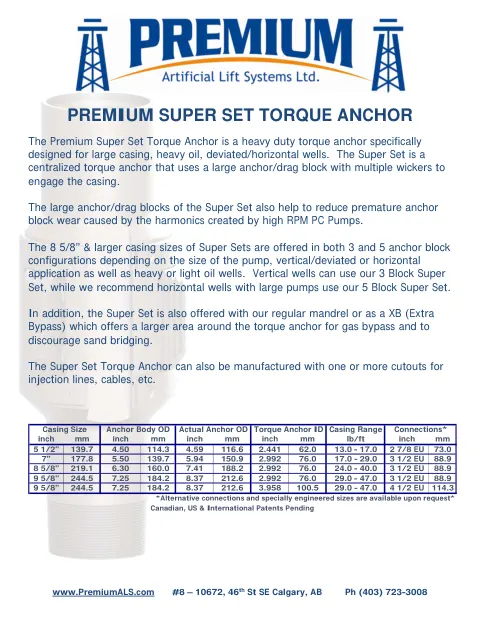 PREMIUM
Artificial Lift Systems Ltd.
PREMIUM SUPER SET TORQUE ANCHOR
The Premium Super Set Torque Anchor is a heavy duty torque anchor specifically
designed for large casing, heavy oil, deviated/horizontal wells.  The Super Set is a
centralized torque anchor that uses a large anchor/drag block with multiple wickers to
engage the casing.
The large anchor/drag blocks of the Super Set also help to reduce premature anchor
block wear caused by the harmonics created by high RPM PC Pumps.
The 8 5/8" & larger casing sizes of Super Sets are offered in both 3 and 5 anchor block
configurations depending on the size of the pump, vertical/deviated or horizontal
application as well as heavy or light oil wells.  Vertical wells can use our 3 Block Super
Set, while we recommend horizontal wells with large pumps use our 5 Block Super Set.
In addition, the Super Set is also offered with our regular mandrel or as a XB (Extra
Bypass) which offers a larger area around the torque anchor for gas bypass and to
discourage sand bridging.
The Super Set Torque Anchor can also be manufactured with one or more cutouts for
injection lines, cables, etc.
Casing Size Anchor Body OD Actual Anchor OD Torque Anchor ID Casing Range Connections*
inch mm inch mm inch mm inch mm lb/ft inch mm
5 1/2" 139.7 4.50 114.3 4.59 116.6 2.441 62.0 13.0 - 17.0 2 7/8 EU 73.0
7" 177.8 5.50 139.7 5.94 150.9 2.992 76.0 17.0 - 29.0 3 1/2 EU 88.9
8 5/8" 219.1 6.30 160.0 7.41 188.2 2.992 76.0 24.0 - 40.0 3 1/2 EU 88.9
9 5/8" 244.5 7.25 184.2 8.37 212.6 2.992 76.0 29.0 - 47.0 3 1/2 EU 88.9
9 5/8" 244.5 7.25 184.2 8.37 212.6 3.958 100.5 29.0 - 47.0 4 1/2 EU 114.3
*Alternative connections and specially engineered sizes are available upon request*
Canadian, US & International Patents Pending
www.PremiumALS.com #8 – 10672, 46th St SE Calgary, AB Ph (403) 723-3008